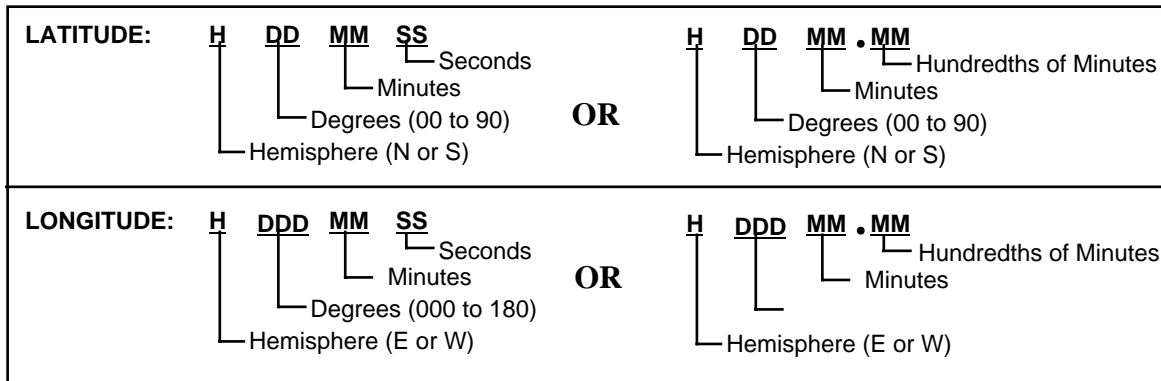 LATITUDE: H DD MM SS H DD MM.MM
Seconds Hundredths of Minutes
Minutes Minutes
OR
Degrees (00 to 90) Degrees (00 to 90)
Hemisphere (N or S) Hemisphere (N or S)
LONGITUDE: H DDD MM SS H DDD MM.MM
Seconds Hundredths of Minutes
Minutes OR Minutes
Degrees (000 to 180)
Hemisphere (E or W) Hemisphere (E or W)